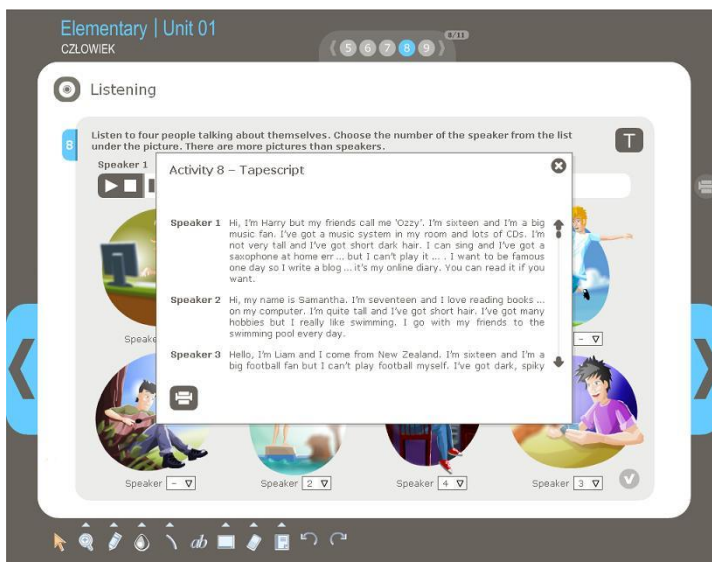 Elementary | Unit 01
CZŁOWIEK
5 6 7 8 9 8/11
Listening
8
Listen to four people talking about themselves. Choose the number of the speaker from the list
under the picture. There are more pictures than speakers.
T
Speaker 1
Activity 8 – Tapescript
Speaker 1 Hi, I'm Harry but my friends call me 'Ozzy'. I'm sixteen and I'm a big
music fan. I've got a music system in my room and lots of CDs. I'm
not very tall and I've got short dark hair. I can sing and I've got a
saxophone at home err ... but I can't play it ... . I want to be famous
one day so I write a blog ... it's my online diary. You can read it if you
want.
Speaker 2 Hi, my name is Samantha. I'm seventeen and I love reading books ...
on my computer. I'm quite tall and I've got short hair. I've got many
hobbies but I really like swimming. I go with my friends to the
swimming pool every day.
Speaker 3 Hello, I'm Liam and I come from New Zealand. I'm sixteen and I'm a
big football fan but I can't play football myself. I've got dark, spiky
Speake -
Speaker - Speaker 2 Speaker 4 Speaker 3
ab